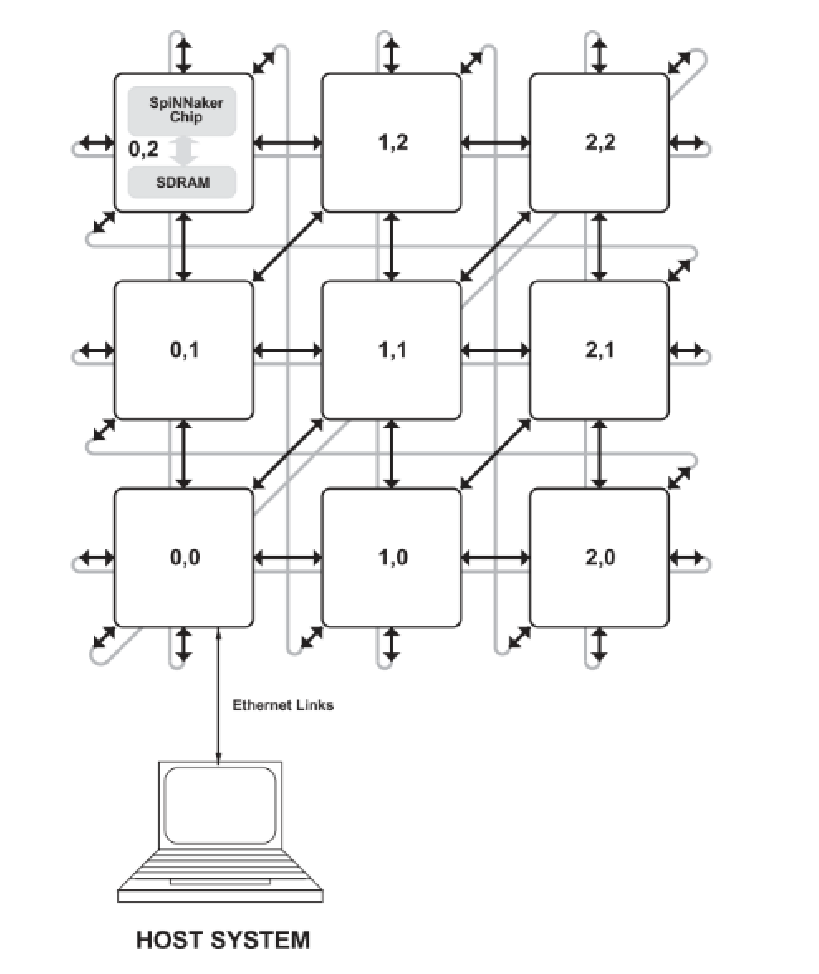 SpiNNaker
Chip
0,2
SDRAM
1,2
2,2
0,1
1,1
2,1
0,0
1,0
2,0
Ethernet Links
HOST SYSTEM